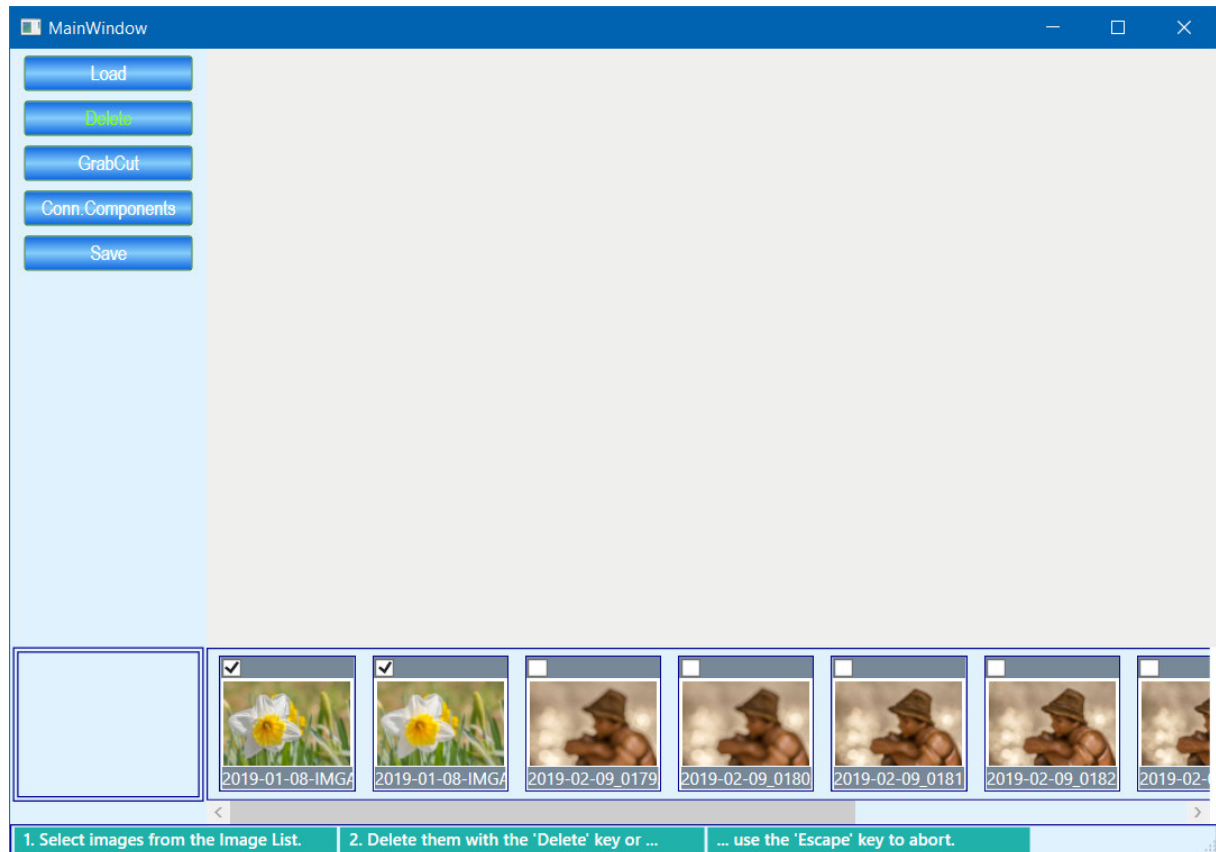 MainWindow
Load
Delete
GrabCut
Conn.Components
Save
2019-01-08-IMGA
2019-01-08-IMGA
2019-02-09_0179
2019-02-09_0180
2019-02-09_0181
2019-02-09_0182
2019-02-
1. Select images from the Image List.
2. Delete them with the 'Delete' key or ...
... use the 'Escape' key to abort.